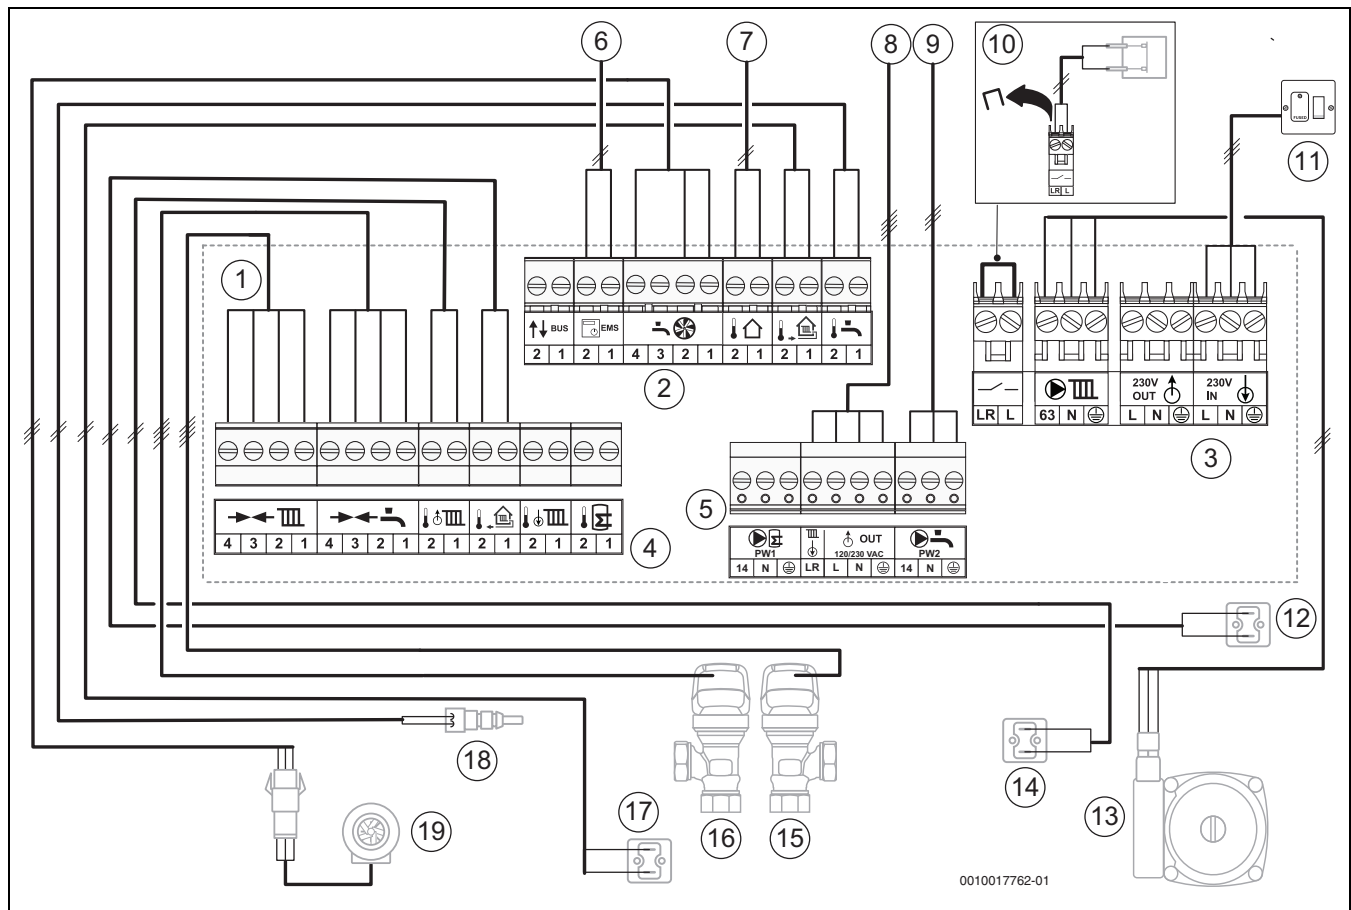 6
7
8
9
10
LR L
FUSED
11
1
BUS
EMS
2 1 2 1 4 3 2 1 2 1 2 1 2 1
2
230V OUT
230V IN
LR L 63 N L N L N
3
4 3 2 1 4 3 2 1 2 1 2 1 2 1 2 1
4
5
PW1
OUT
120/230 VAC
PW2
14 N LR L N 14 N
12
18
14
13
17
16
15
19
0010017762-01